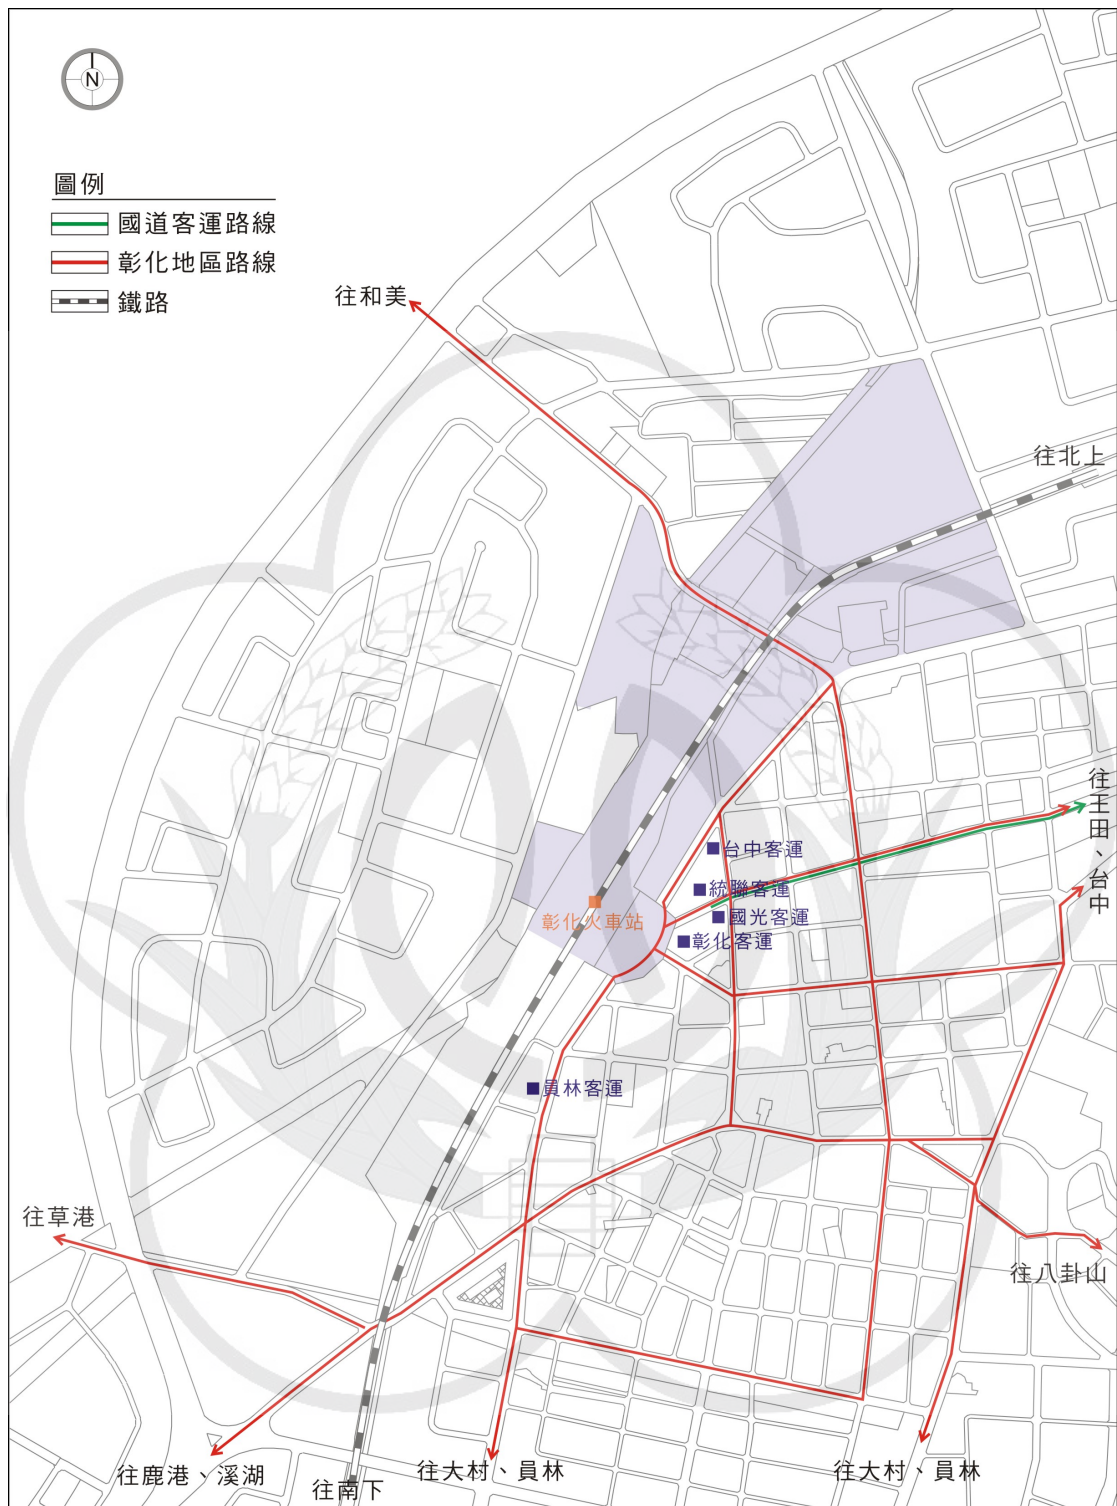 N
圖例
國道客運路線
彰化地區路線
鐵路
往和美
往北上
往王田、台中
台中客運
統聯客運
國光客運
彰化火車站
彰化客運
員林客運
往草港
往八卦山
往鹿港、溪湖
往南下
往大村、員林
往大村、員林